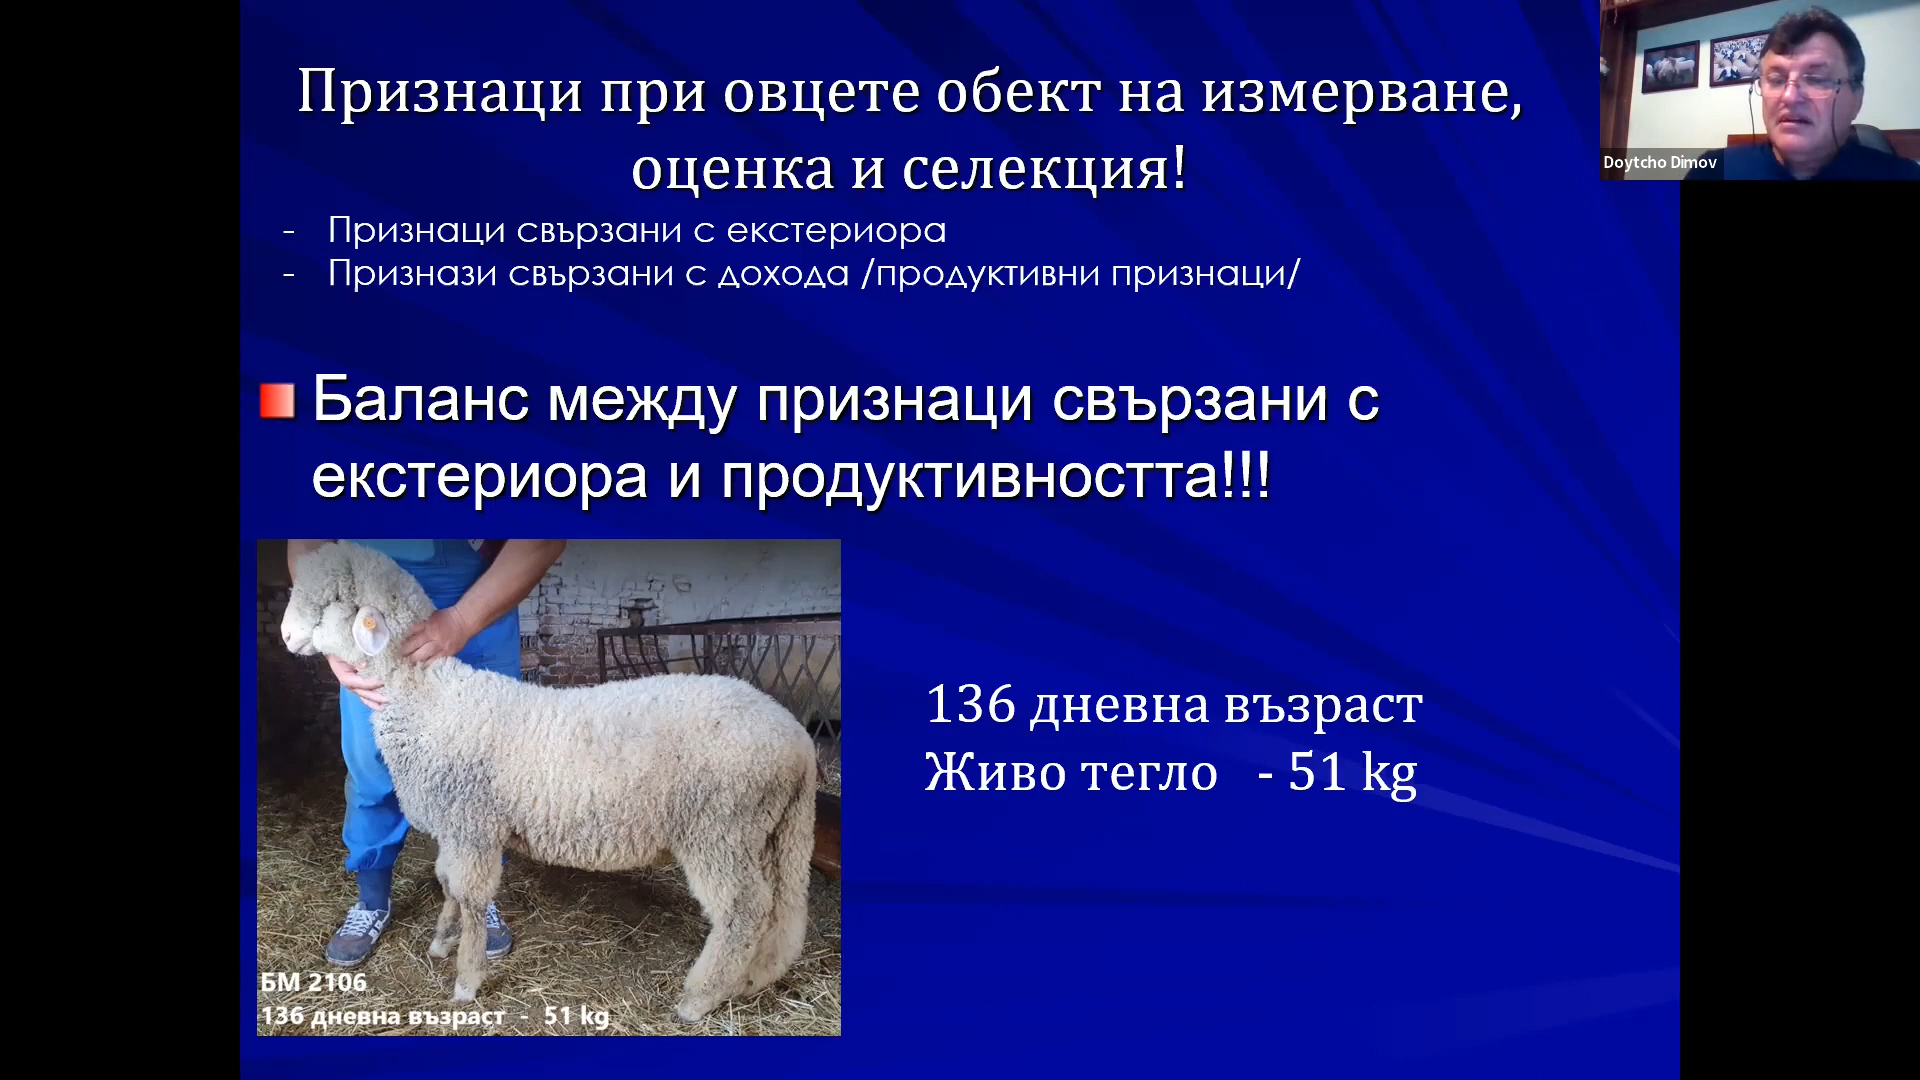 Признаци при овцете обект на измерване,
оценка и селекция!
- Признаци свързани с екстериора
- Признази свързани с дохода /продуктивни признаци/
Баланс между признаци свързани с
екстериора и продуктивността!!!
136 дневна възраст
Живо тегло - 51 kg
БМ 2106
136 дневна възраст - 51 kg
Doytcho Dimov